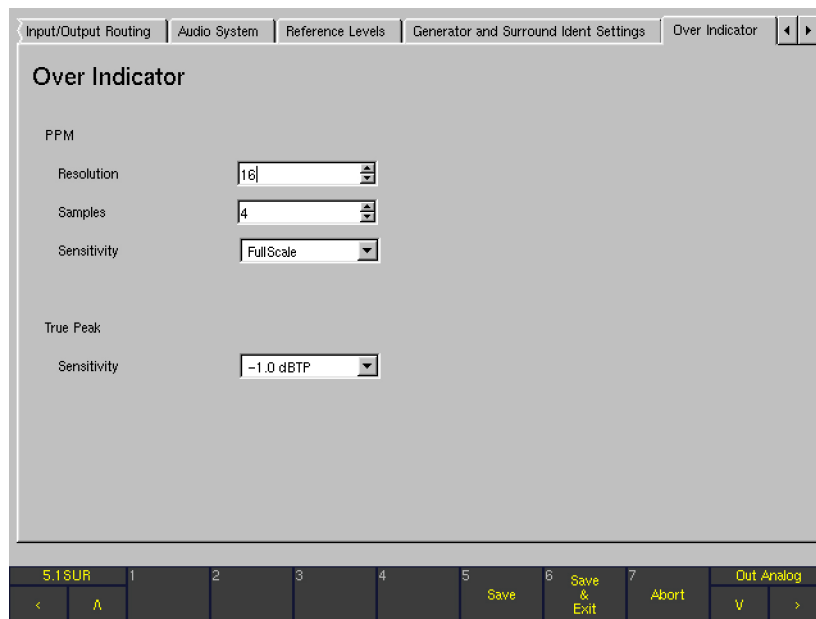 Input/Output Routing Audio System Reference Levels Generator and Surround Ident Settings Over Indicator
Over Indicator
PPM
Resolution 16
Samples 4
Sensitivity FullScale
True Peak
Sensitivity -1.0 dBTP
5.1SUR 1 2 3 4 5 Save 6 Save & Exit 7 Abort Out Analog
< Λ V >